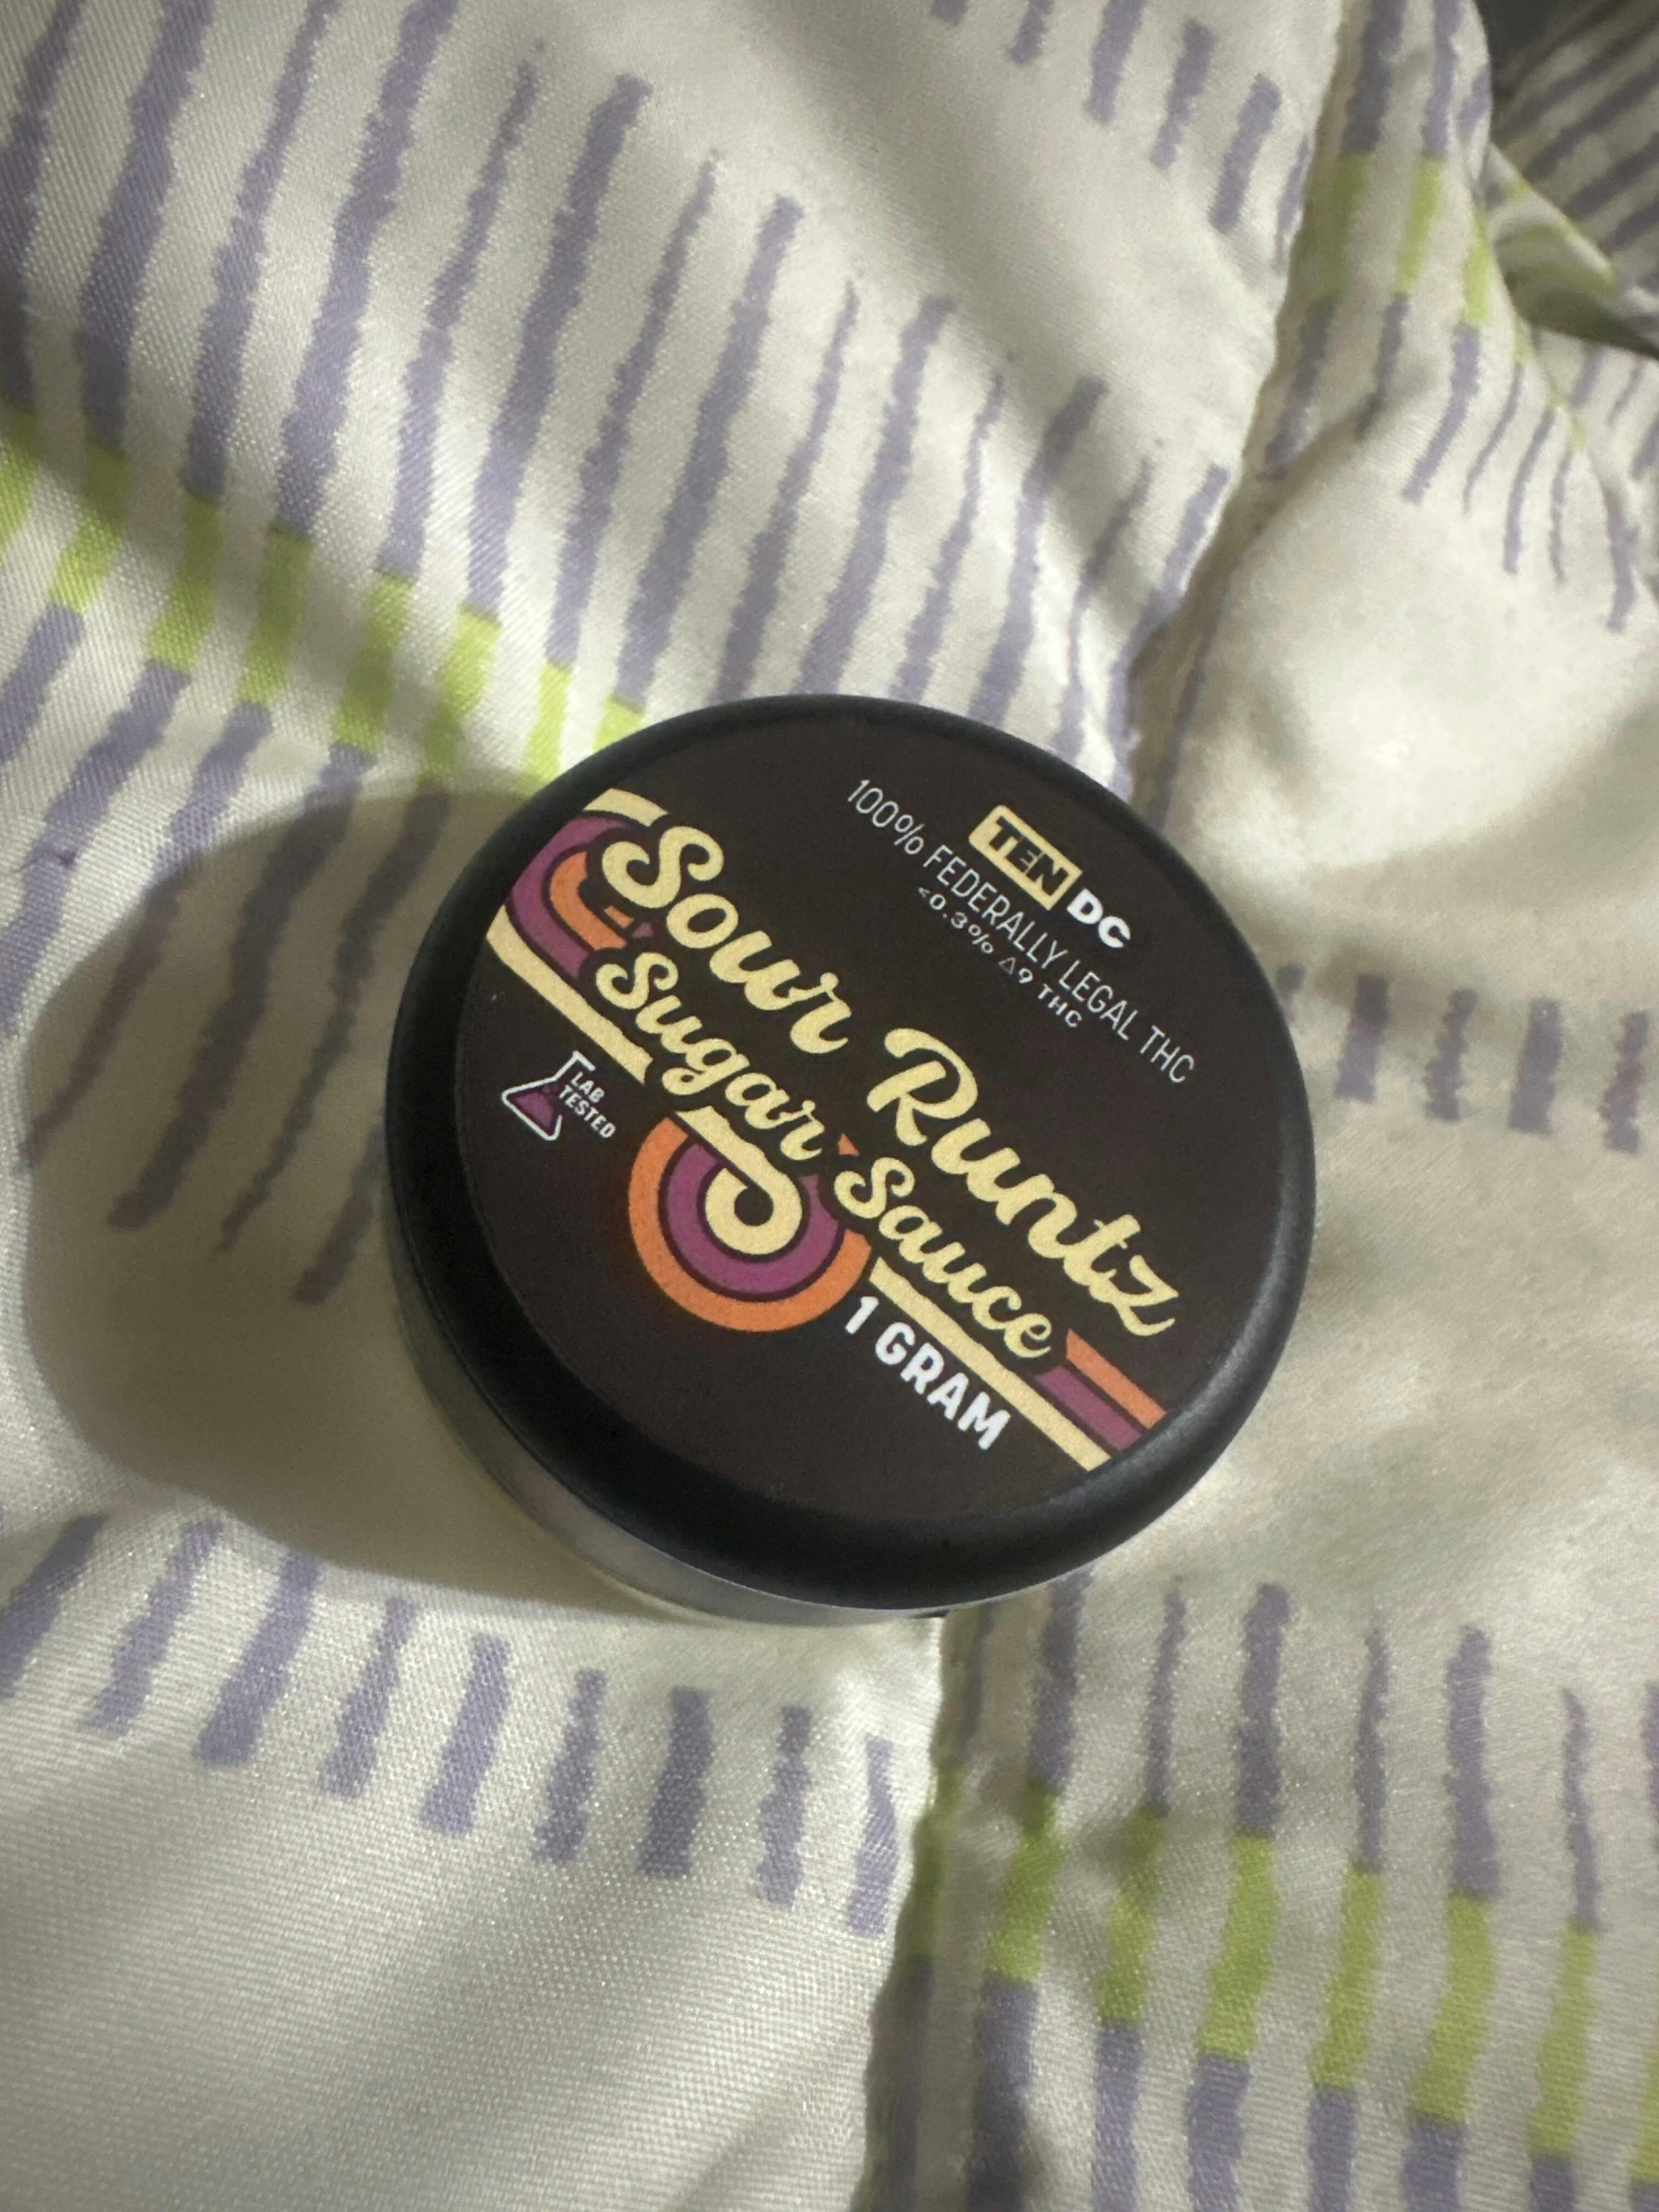 TEN DC
100% FEDERALLY LEGAL THC
<0.3% Δ9 THC
Sour Runtz
Sugar Sauce
LAB
TESTED
1 GRAM